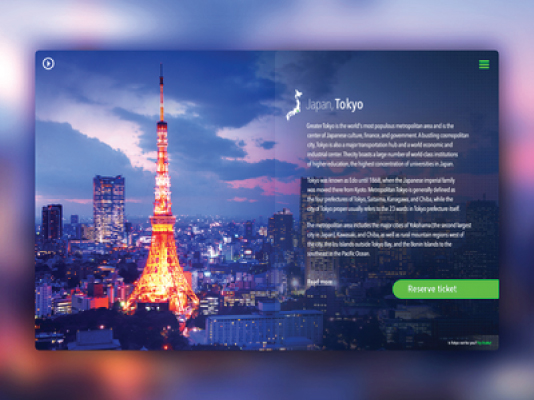 Japan, Tokyo
Greater Tokyo is the world's most populous metropolitan area and is the
center of Japanese culture, finance, and government. A bustling cosmopolitan
city, Tokyo is also a major transportation hub and a world economic and
industrial center. The city boasts a large number of world class institutions
of higher education, the highest concentration of universities in Japan.
Tokyo was known as Edo until 1868, when the Japanese imperial family
was moved there from Kyoto. Metropolitan Tokyo is generally defined as
the four prefectures of Tokyo, Saitama, Kanagawa, and Chiba, while the
city of Tokyo proper usually refers to the 23 wards in Tokyo prefecture itself.
The metropolitan area includes the major cities of Yokohama (the second largest
city in Japan), Kawasaki, and Chiba, as well as rural mountain regions west of
the city, the Izu Islands outside Tokyo Bay, and the Bonin Islands to the
southeast in the Pacific Ocean.
Read more
Reserve ticket